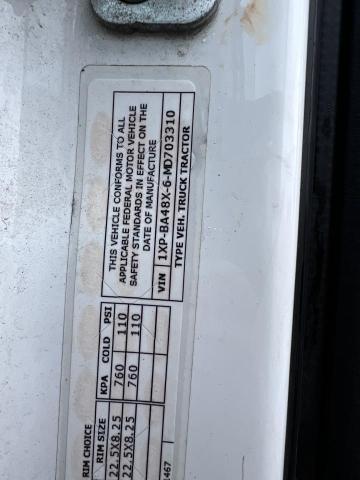 THIS VEHICLE CONFORMS TO ALL
APPLICABLE FEDERAL MOTOR VEHICLE
SAFETY STANDARDS IN EFFECT ON THE
DATE OF MANUFACTURE
VIN 1XP-BA48X-6-MD703310
TYPE VEH. TRUCK TRACTOR
RIM CHOICE
RIM SIZE KPA COLD PSI
22.5X8.25 760 110
22.5X8.25 760 110
467